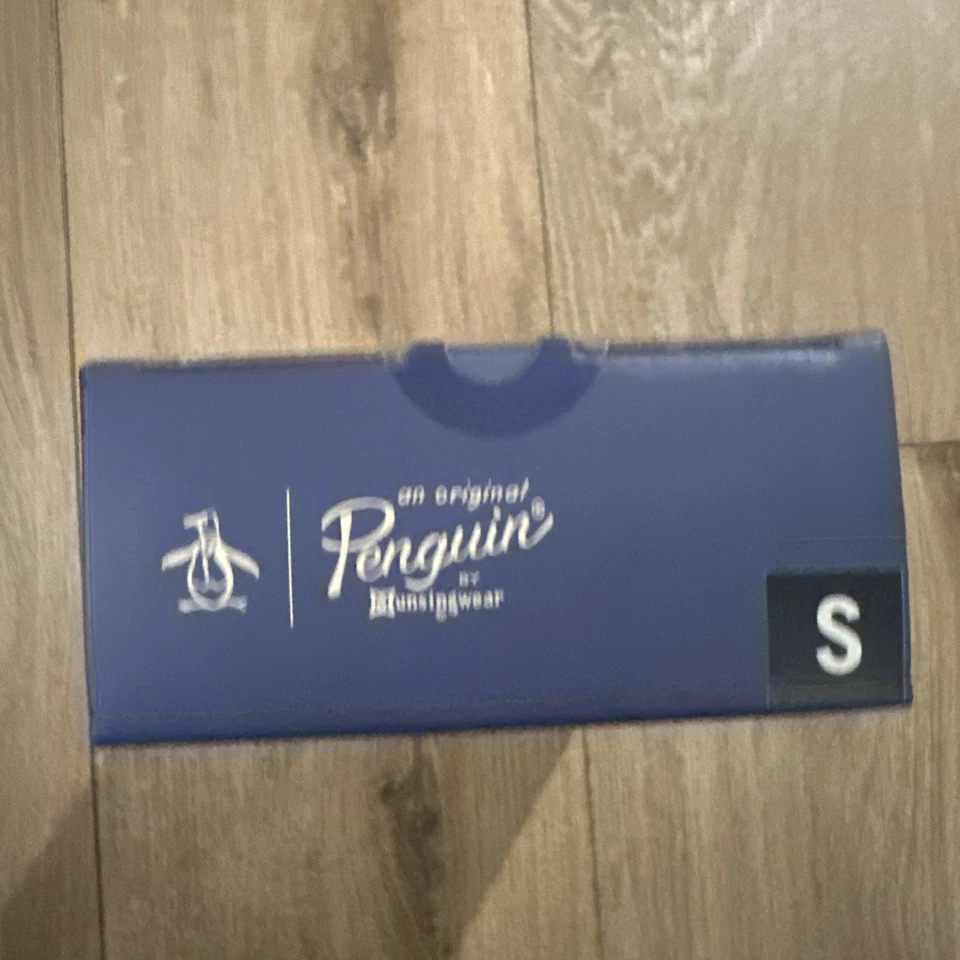 an original
Penguin®
BY
Munsingwear
S